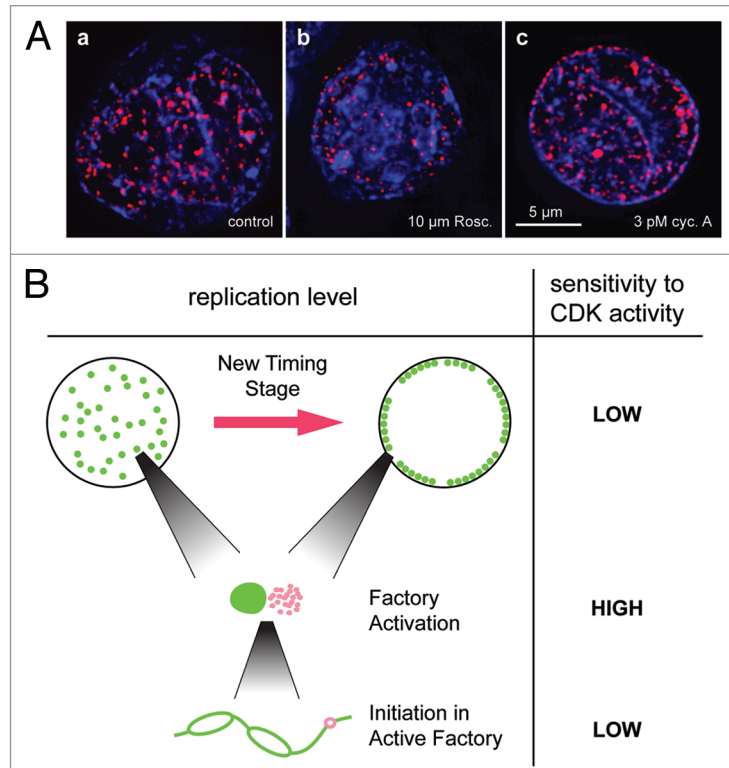 A
a
b
c
control
10 µm Rosc.
5 µm
3 pM cyc. A
B
replication level
sensitivity to
CDK activity
New Timing
Stage
LOW
Factory
Activation
HIGH
Initiation in
Active Factory
LOW